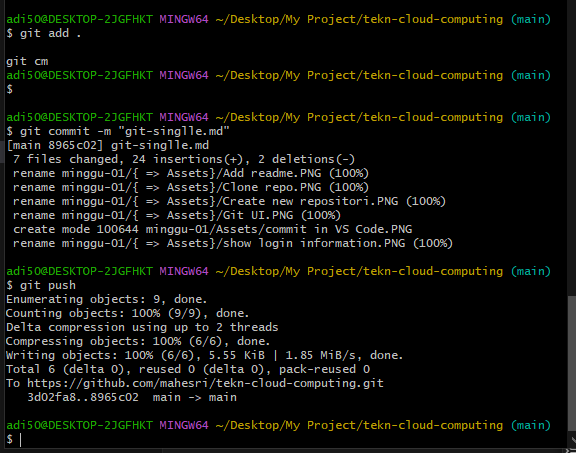 adi50@DESKTOP-2JGFHKT MINGW64 ~/Desktop/My Project/tekn-cloud-computing (main)
$ git add .
git cm
adi50@DESKTOP-2JGFHKT MINGW64 ~/Desktop/My Project/tekn-cloud-computing (main)
$
adi50@DESKTOP-2JGFHKT MINGW64 ~/Desktop/My Project/tekn-cloud-computing (main)
$ git commit -m "git-singlle.md"
[main 8965c02] git-singlle.md
7 files changed, 24 insertions(+), 2 deletions(-)
rename minggu-01/{ => Assets}/Add readme.PNG (100%)
rename minggu-01/{ => Assets}/Clone repo.PNG (100%)
rename minggu-01/{ => Assets}/Create new repositori.PNG (100%)
rename minggu-01/{ => Assets}/Git UI.PNG (100%)
create mode 100644 minggu-01/Assets/commit in VS Code.PNG
rename minggu-01/{ => Assets}/show login information.PNG (100%)
adi50@DESKTOP-2JGFHKT MINGW64 ~/Desktop/My Project/tekn-cloud-computing (main)
$ git push
Enumerating objects: 9, done.
Counting objects: 100% (9/9), done.
Delta compression using up to 2 threads
Compressing objects: 100% (6/6), done.
Writing objects: 100% (6/6), 5.55 KiB | 1.85 MiB/s, done.
Total 6 (delta 0), reused 0 (delta 0), pack-reused 0
To https://github.com/mahesri/tekn-cloud-computing.git
3d02fa8..8965c02  main -> main
adi50@DESKTOP-2JGFHKT MINGW64 ~/Desktop/My Project/tekn-cloud-computing (main)
$